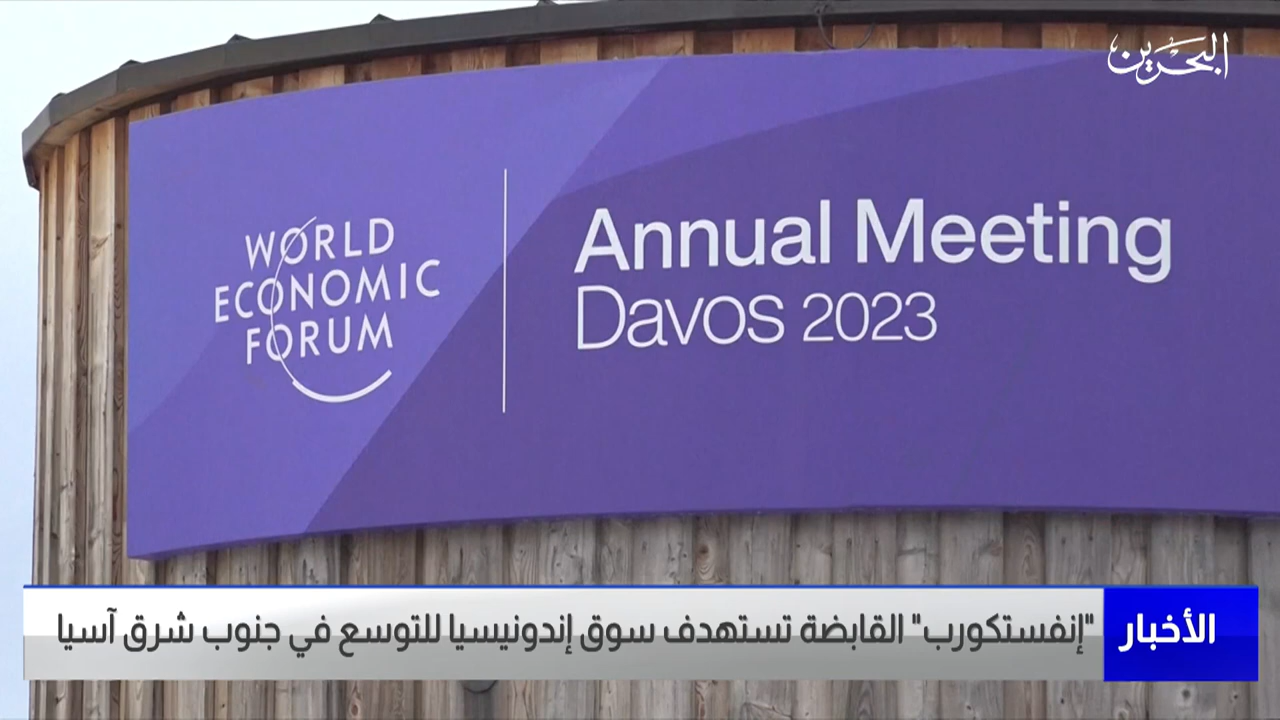 البحرين
WORLD
ECONOMIC
FORUM
Annual Meeting
Davos 2023
الأخبار
"إنفستكورب" القابضة تستهدف سوق إندونيسيا للتوسع في جنوب شرق آسيا